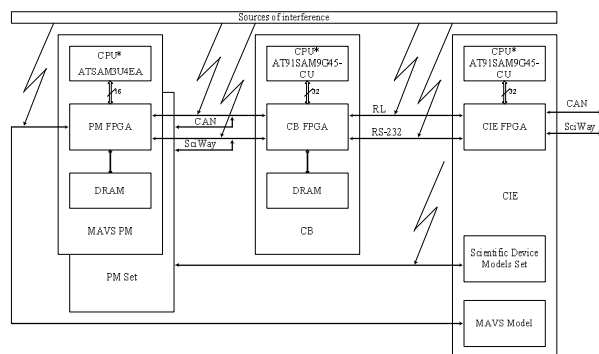 Sources of interference
CPU*
ATSAM3U4EA
16
PM FPGA
DRAM
MAVS PM
PM Set
CAN
SciWay
CPU*
AT91SAM9G45-
CU
32
CB FPGA
DRAM
CB
RL
RS-232
CPU*
AT91SAM9G45-
CU
32
CIE FPGA
CAN
SciWay
CIE
Scientific Device
Models Set
MAVS Model